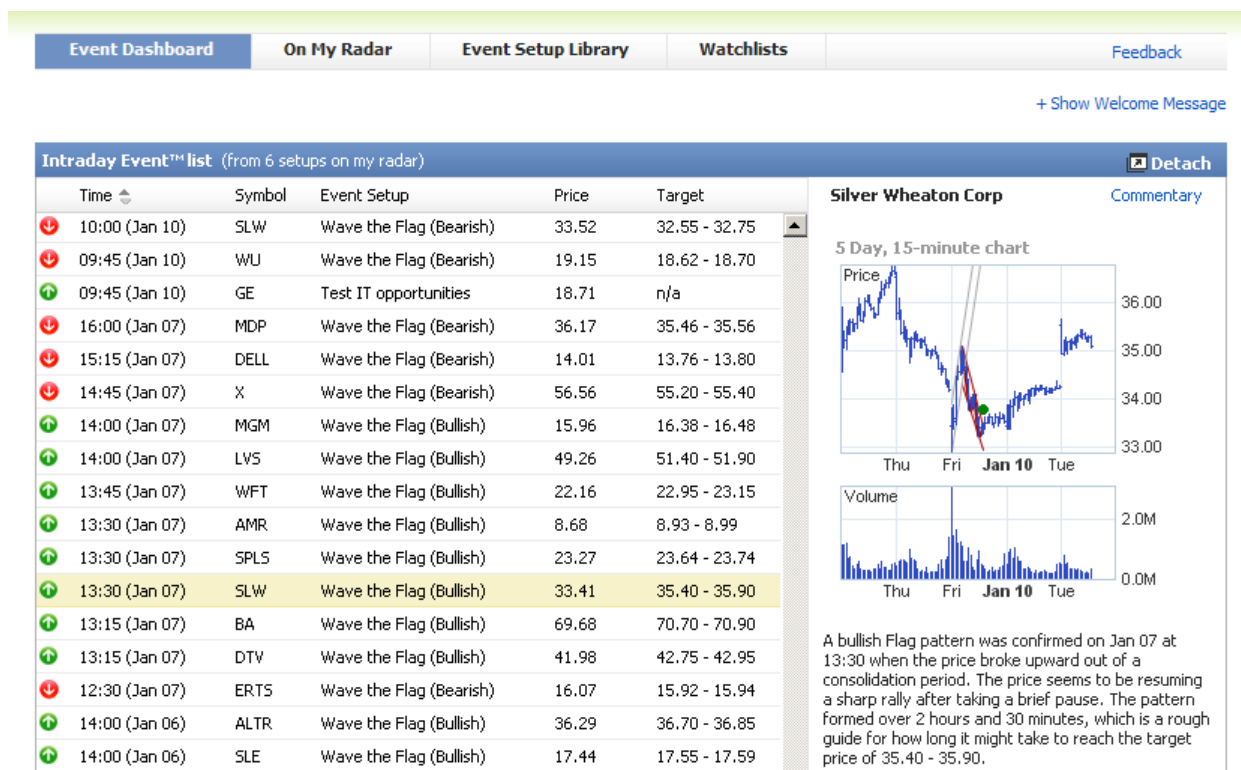 Event Dashboard On My Radar Event Setup Library Watchlists Feedback
+ Show Welcome Message
Intraday Event™ list (from 6 setups on my radar) Detach
Time Symbol Event Setup Price Target
10:00 (Jan 10) SLW Wave the Flag (Bearish) 33.52 32.55 - 32.75
09:45 (Jan 10) WU Wave the Flag (Bearish) 19.15 18.62 - 18.70
09:45 (Jan 10) GE Test IT opportunities 18.71 n/a
16:00 (Jan 07) MDP Wave the Flag (Bearish) 36.17 35.46 - 35.56
15:15 (Jan 07) DELL Wave the Flag (Bearish) 14.01 13.76 - 13.80
14:45 (Jan 07) X Wave the Flag (Bearish) 56.56 55.20 - 55.40
14:00 (Jan 07) MGM Wave the Flag (Bullish) 15.96 16.38 - 16.48
14:00 (Jan 07) LVS Wave the Flag (Bullish) 49.26 51.40 - 51.90
13:45 (Jan 07) WFT Wave the Flag (Bullish) 22.16 22.95 - 23.15
13:30 (Jan 07) AMR Wave the Flag (Bullish) 8.68 8.93 - 8.99
13:30 (Jan 07) SPLS Wave the Flag (Bullish) 23.27 23.64 - 23.74
13:30 (Jan 07) SLW Wave the Flag (Bullish) 33.41 35.40 - 35.90
13:15 (Jan 07) BA Wave the Flag (Bullish) 69.68 70.70 - 70.90
13:15 (Jan 07) DTV Wave the Flag (Bullish) 41.98 42.75 - 42.95
12:30 (Jan 07) ERTS Wave the Flag (Bearish) 16.07 15.92 - 15.94
14:00 (Jan 06) ALTR Wave the Flag (Bullish) 36.29 36.70 - 36.85
14:00 (Jan 06) SLE Wave the Flag (Bullish) 17.44 17.55 - 17.59
Silver Wheaton Corp Commentary
5 Day, 15-minute chart
Price
36.00
35.00
34.00
33.00
Thu Fri Jan 10 Tue
Volume
2.0M
0.0M
Thu Fri Jan 10 Tue
A bullish Flag pattern was confirmed on Jan 07 at
13:30 when the price broke upward out of a
consolidation period. The price seems to be resuming
a sharp rally after taking a brief pause. The pattern
formed over 2 hours and 30 minutes, which is a rough
guide for how long it might take to reach the target
price of 35.40 - 35.90.